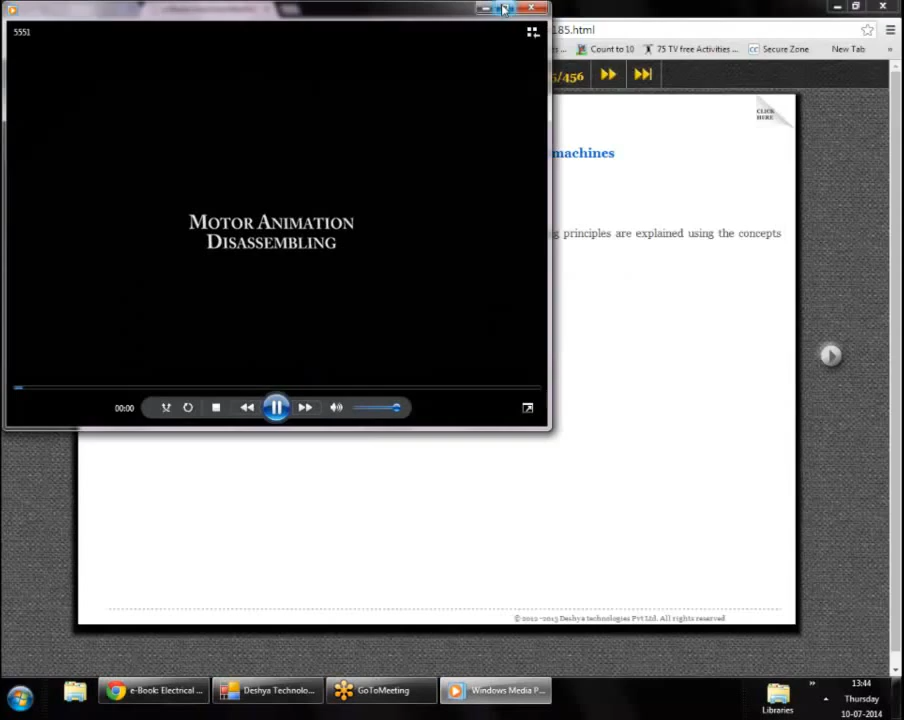 5551
185.html
Count to 10
75 TV free Activities ...
Secure Zone
New Tab
/456
CLICK
HERE
machines
MOTOR ANIMATION
DISASSEMBLING
principles are explained using the concepts
00:00
© 2012 -2013 Deshya technologies Pvt Ltd. All rights reserved
e-Book: Electrical ...
Deshya Technolo...
GoToMeeting
Windows Media P...
Libraries
13:44
Thursday
10-07-2014